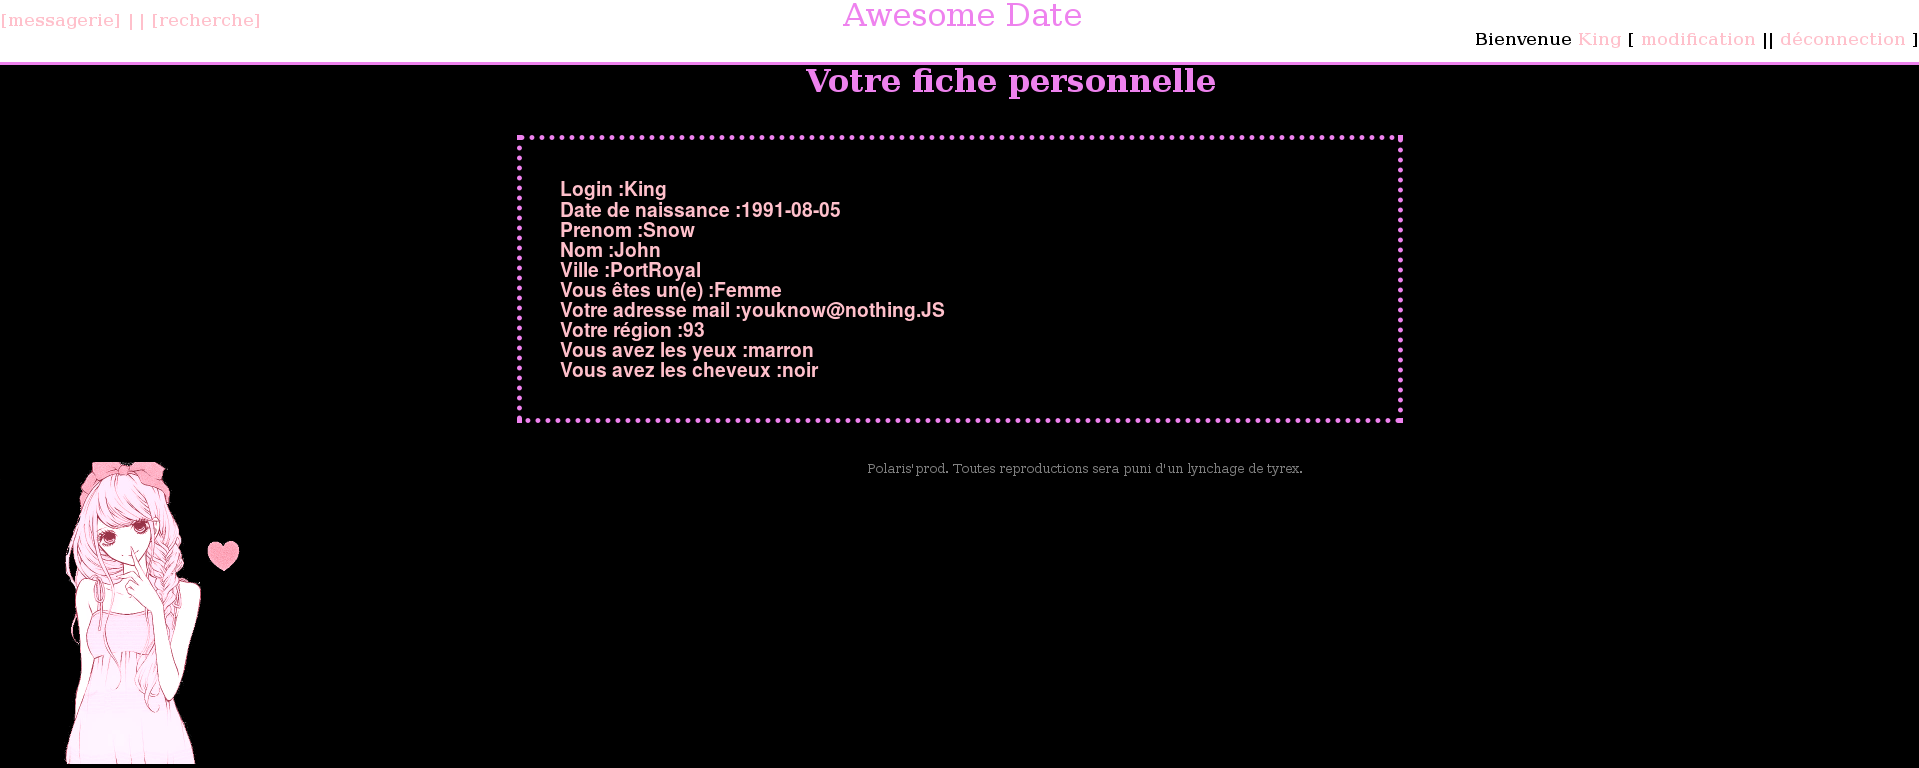 [messagerie] | | [recherche]
Awesome Date
Bienvenue King [ modification || déconnection ]
Votre fiche personnelle
Login :King
Date de naissance :1991-08-05
Prenom :Snow
Nom :John
Ville :PortRoyal
Vous êtes un(e) :Femme
Votre adresse mail :youknow@nothing.JS
Votre région :93
Vous avez les yeux :marron
Vous avez les cheveux :noir
Polaris'prod. Toutes reproductions sera puni d'un lynchage de tyrex.